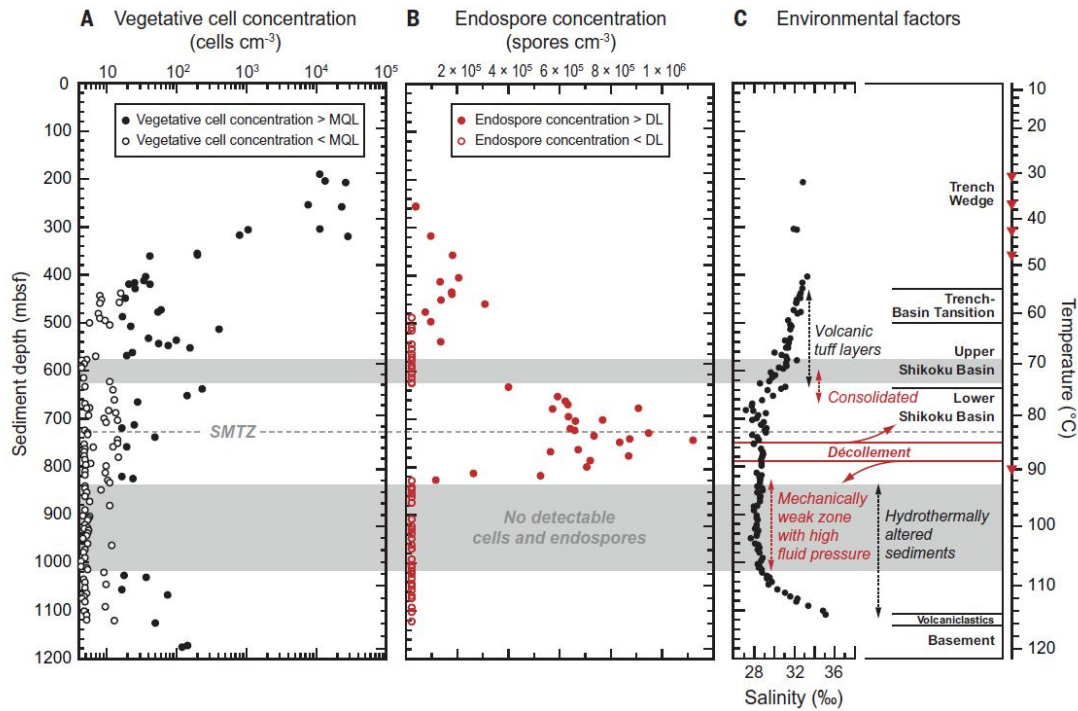 A Vegetative cell concentration
(cells cm⁻³)
10 10² 10³ 10⁴ 10⁵
Sediment depth (mbsf)
0
100
200
300
400
500
600
700
800
900
1000
1100
1200
Vegetative cell concentration > MQL
Vegetative cell concentration < MQL
SMTZ
B Endospore concentration
(spores cm⁻³)
2 × 10⁵ 4 × 10⁵ 6 × 10⁵ 8 × 10⁵ 1 × 10⁶
Endospore concentration > DL
Endospore concentration < DL
No detectable
cells and endospores
C Environmental factors
Trench
Wedge
Trench-
Basin Tansition
Volcanic
tuff layers
Upper
Shikoku Basin
Consolidated
Lower
Shikoku Basin
Décollement
Mechanically
weak zone
with high
fluid pressure
Hydrothermally
altered
sediments
Volcaniclastics
Basement
28 32 36
Salinity (‰)
10
20
30
40
50
60
70
80
90
100
110
120
Temperature (°C)